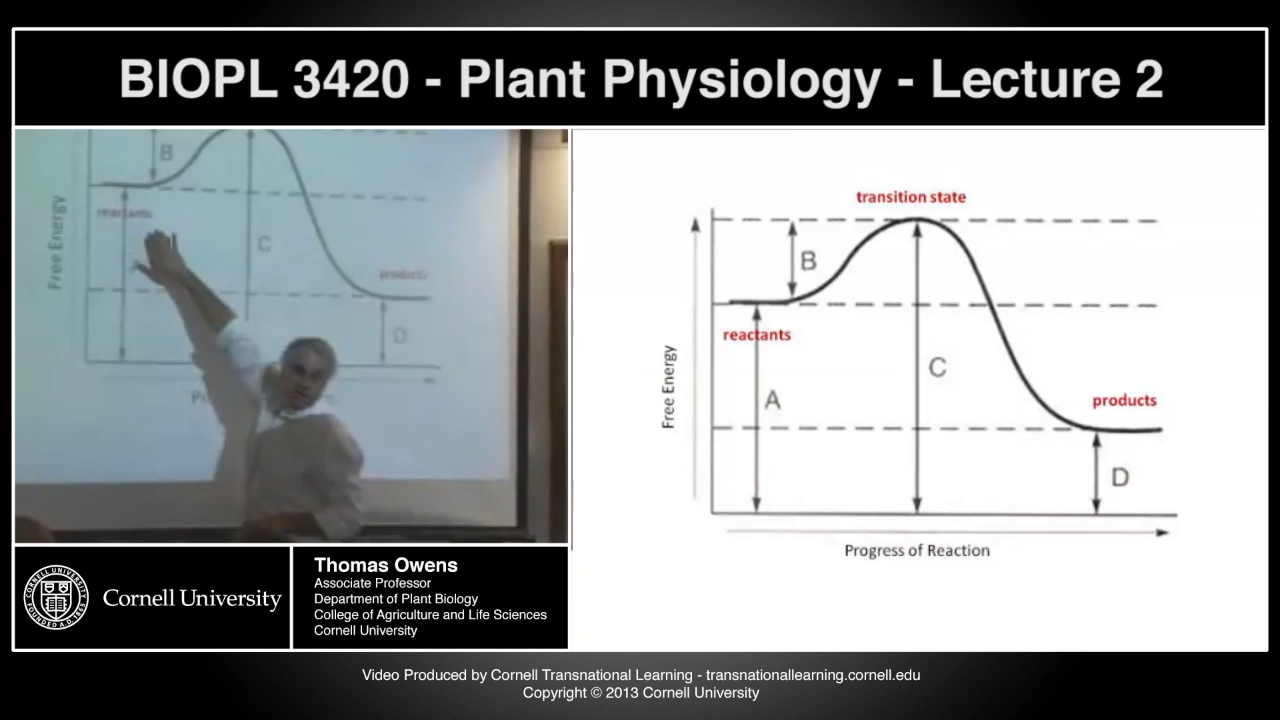 BIOPL 3420 - Plant Physiology - Lecture 2
B
reactants
C
Free Energy
products
D
transition state
B
reactants
Free Energy
C
A
products
D
Progress of Reaction
Cornell University
Thomas Owens
Associate Professor
Department of Plant Biology
College of Agriculture and Life Sciences
Cornell University
Video Produced by Cornell Transnational Learning - transnationallearning.cornell.edu
Copyright © 2013 Cornell University